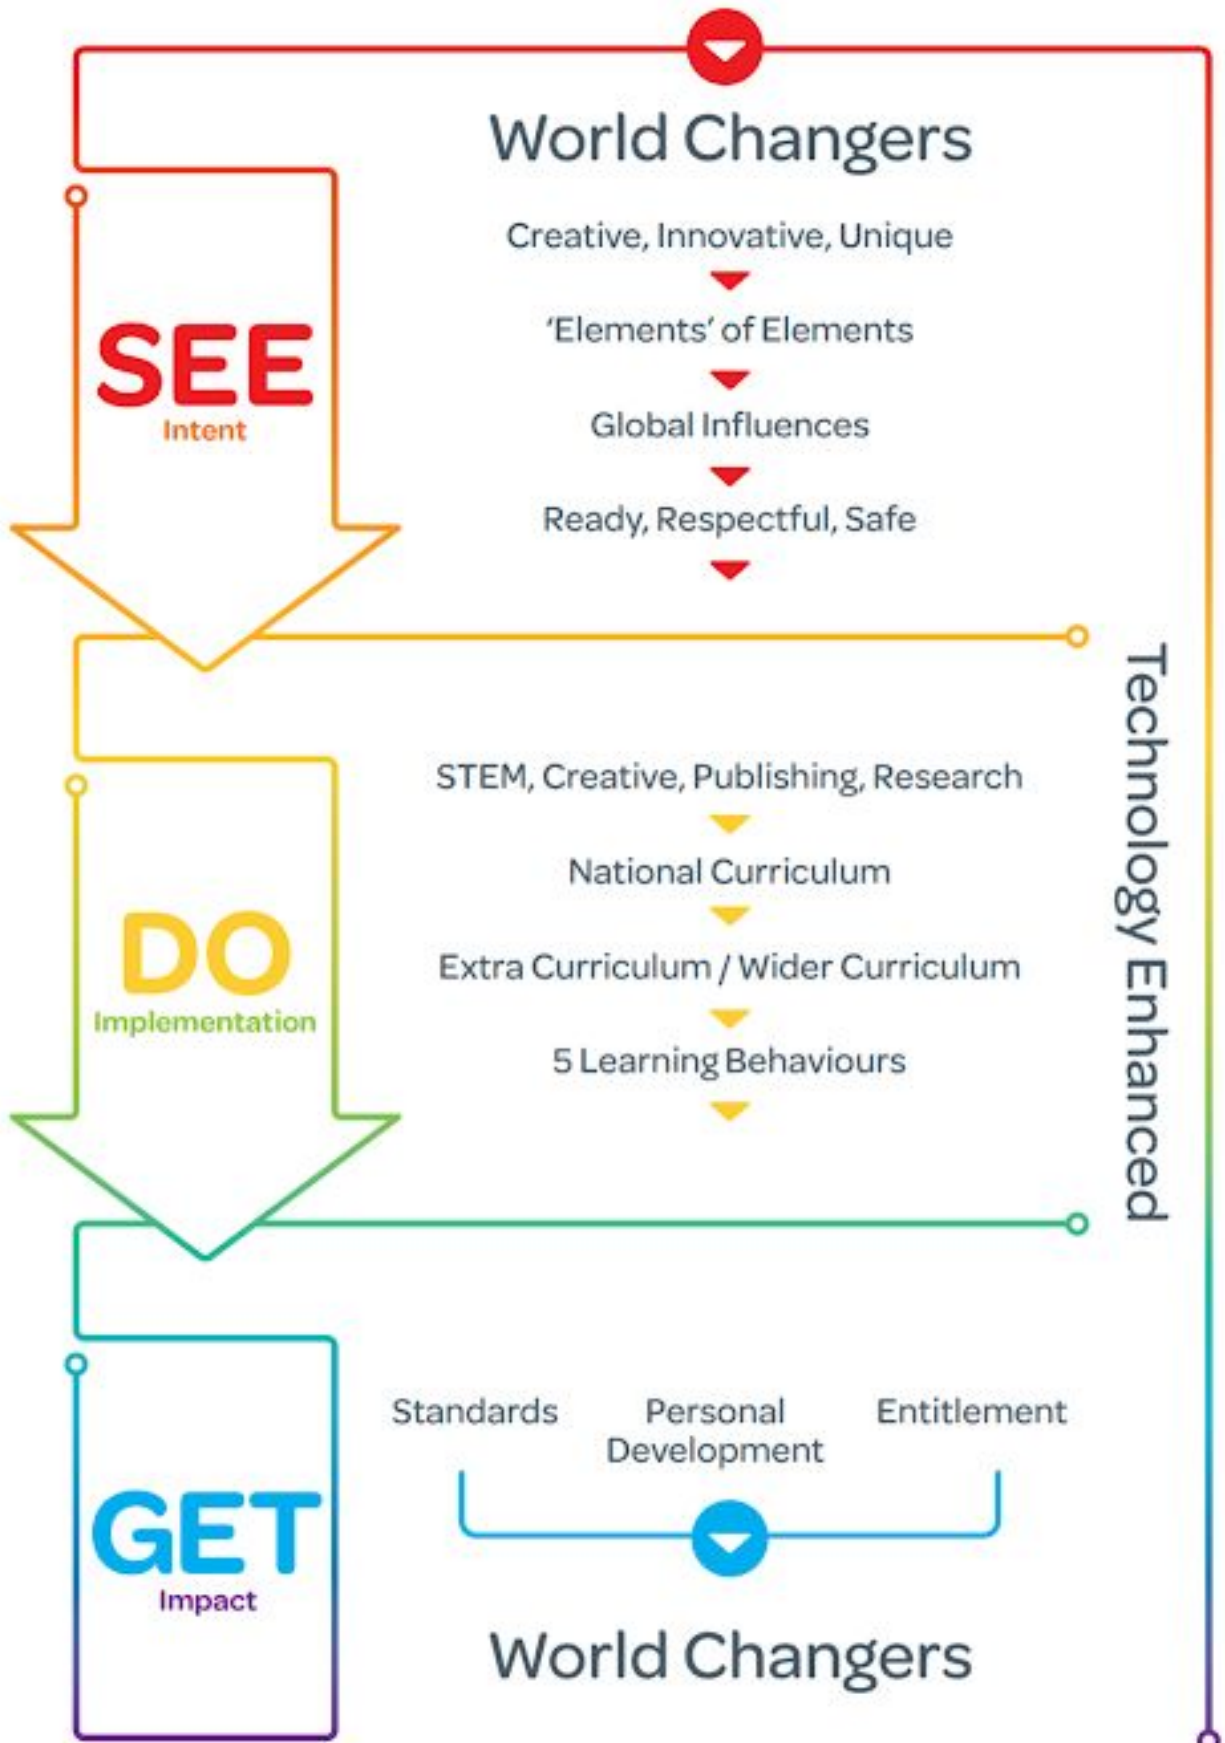 World Changers
Creative, Innovative, Unique
'Elements' of Elements
Global Influences
Ready, Respectful, Safe
SEE
Intent
STEM, Creative, Publishing, Research
National Curriculum
Extra Curriculum / Wider Curriculum
5 Learning Behaviours
DO
Implementation
Technology Enhanced
Standards
Personal
Development
Entitlement
GET
Impact
World Changers